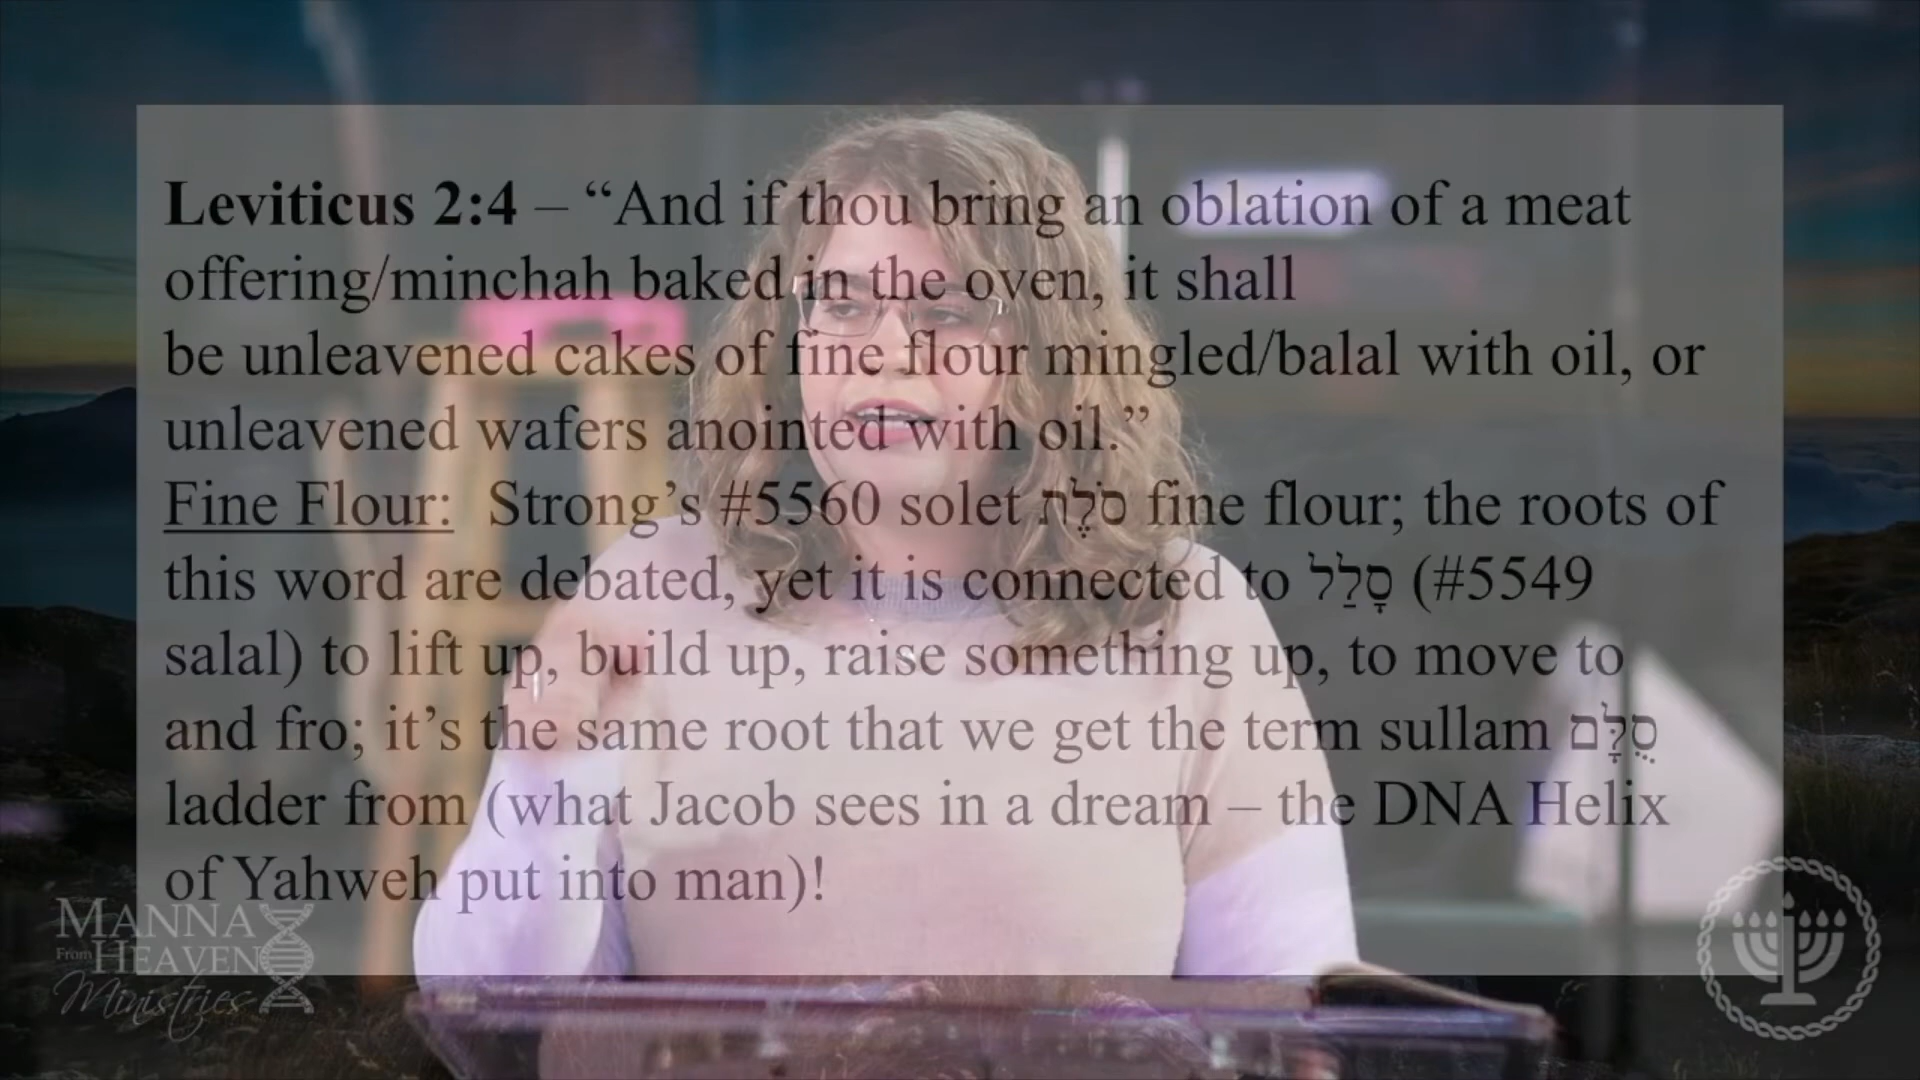 Leviticus 2:4 – “And if thou bring an oblation of a meat
offering/minchah baked in the oven, it shall
be unleavened cakes of fine flour mingled/balal with oil, or
unleavened wafers anointed with oil.”
Fine Flour: Strong’s #5560 solet סֹלֶת fine flour; the roots of
this word are debated, yet it is connected to סָלַל (#5549
salal) to lift up, build up, raise something up, to move to
and fro; it’s the same root that we get the term sullam סֻלָּם
ladder from (what Jacob sees in a dream – the DNA Helix
of Yahweh put into man)!
MANNA
From HEAVEN
Ministries